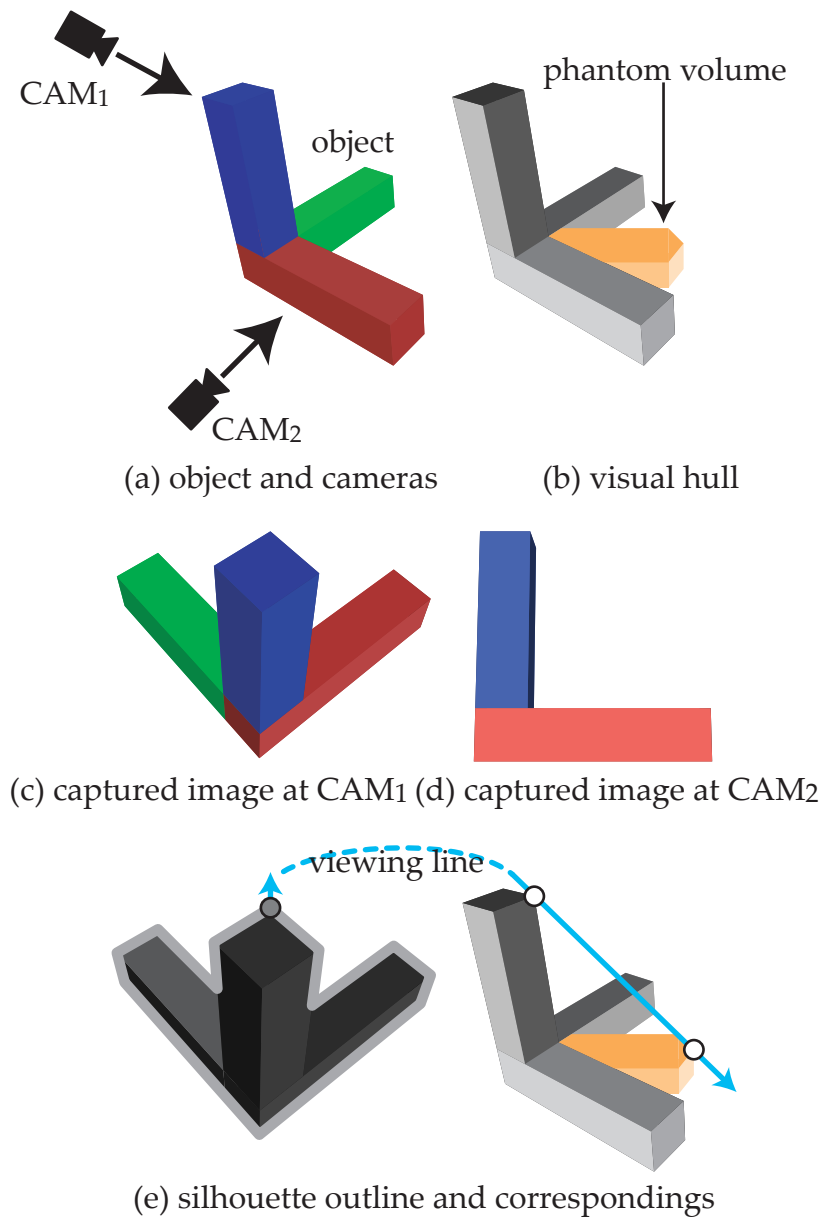 CAM1
object
phantom volume
CAM2
(a) object and cameras
(b) visual hull
(c) captured image at CAM1
(d) captured image at CAM2
viewing line
(e) silhouette outline and correspondings